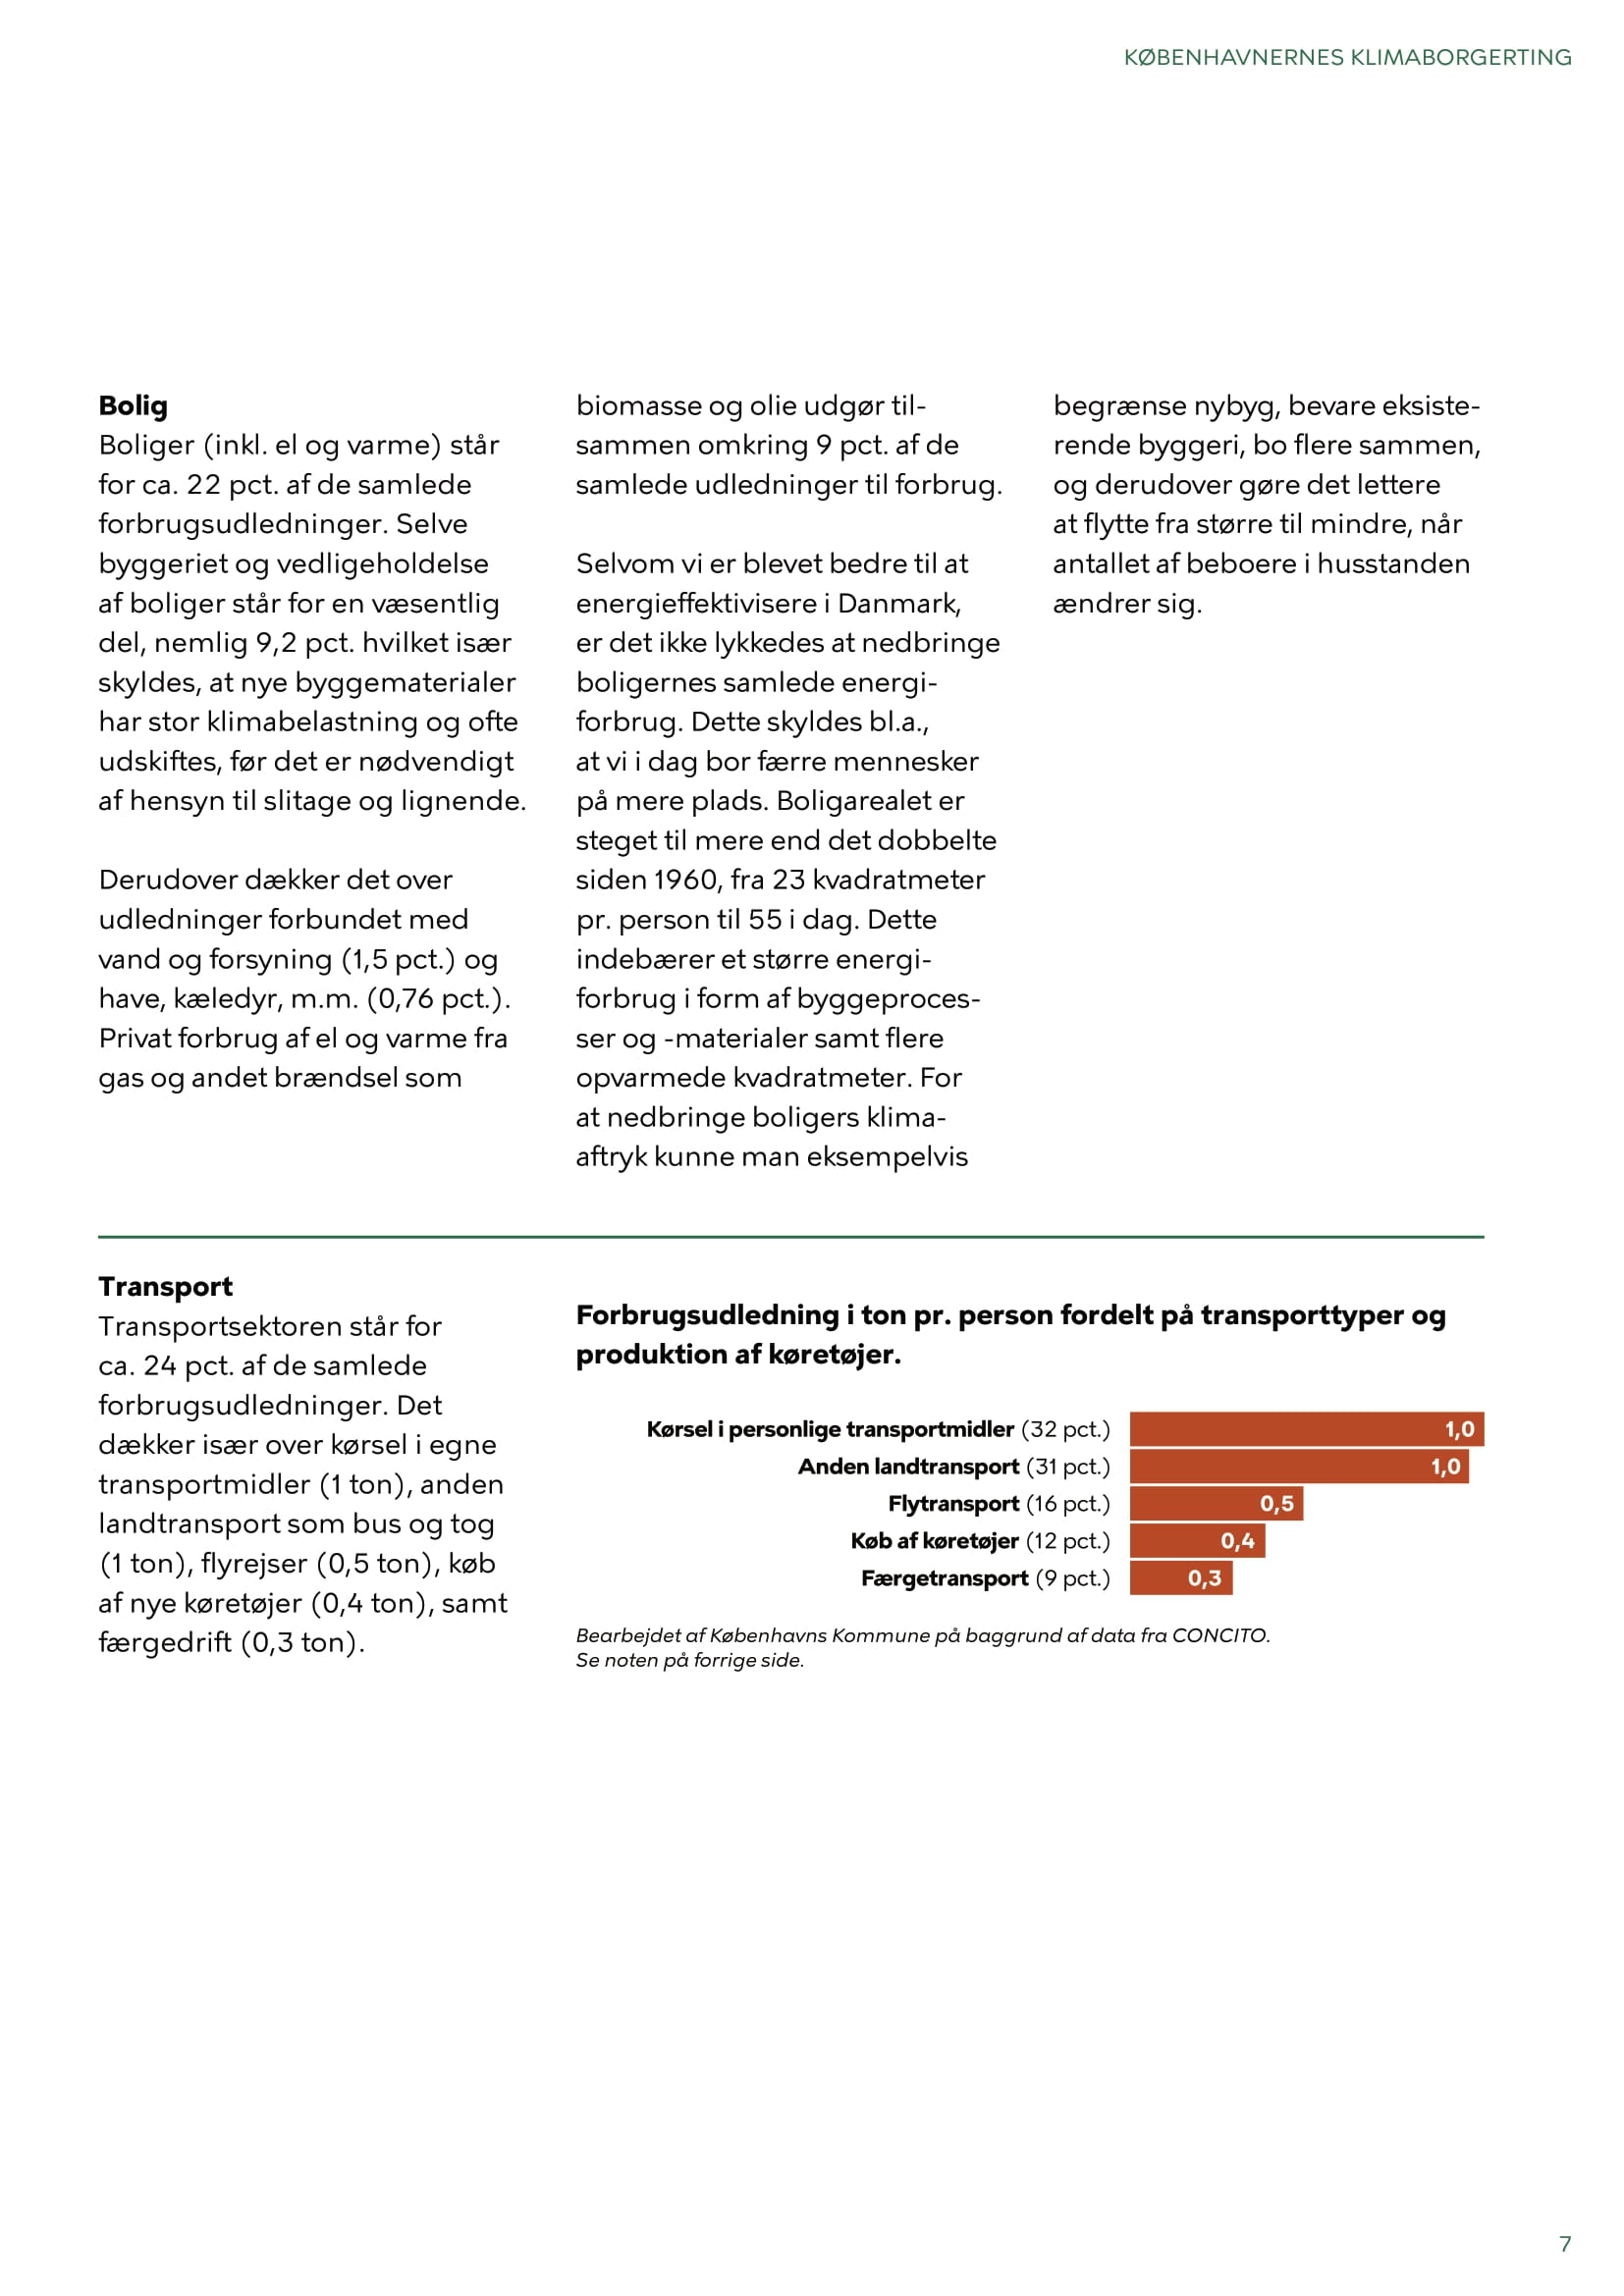 KØBENHAVNERNES KLIMABORGERTING
Bolig
Boliger (inkl. el og varme) står
for ca. 22 pct. af de samlede
forbrugsudledninger. Selve
byggeriet og vedligeholdelse
af boliger står for en væsentlig
del, nemlig 9,2 pct. hvilket især
skyldes, at nye byggematerialer
har stor klimabelastning og ofte
udskiftes, før det er nødvendigt
af hensyn til slitage og lignende.
Derudover dækker det over
udledninger forbundet med
vand og forsyning (1,5 pct.) og
have, kæledyr, m.m. (0,76 pct.).
Privat forbrug af el og varme fra
gas og andet brændsel som
biomasse og olie udgør til-
sammen omkring 9 pct. af de
samlede udledninger til forbrug.
Selvom vi er blevet bedre til at
energieffektivisere i Danmark,
er det ikke lykkedes at nedbringe
boligernes samlede energi-
forbrug. Dette skyldes bl.a.,
at vi i dag bor færre mennesker
på mere plads. Boligarealet er
steget til mere end det dobbelte
siden 1960, fra 23 kvadratmeter
pr. person til 55 i dag. Dette
indebærer et større energi-
forbrug i form af byggeproces-
ser og -materialer samt flere
opvarmede kvadratmeter. For
at nedbringe boligers klima-
aftryk kunne man eksempelvis
begrænse nybyg, bevare eksiste-
rende byggeri, bo flere sammen,
og derudover gøre det lettere
at flytte fra større til mindre, når
antallet af beboere i husstanden
ændrer sig.
Transport
Transportsektoren står for
ca. 24 pct. af de samlede
forbrugsudledninger. Det
dækker især over kørsel i egne
transportmidler (1 ton), anden
landtransport som bus og tog
(1 ton), flyrejser (0,5 ton), køb
af nye køretøjer (0,4 ton), samt
færgedrift (0,3 ton).
Forbrugsudledning i ton pr. person fordelt på transporttyper og
produktion af køretøjer.
Kørsel i personlige transportmidler (32 pct.) 1,0
Anden landtransport (31 pct.) 1,0
Flytransport (16 pct.) 0,5
Køb af køretøjer (12 pct.) 0,4
Færgetransport (9 pct.) 0,3
Bearbejdet af Københavns Kommune på baggrund af data fra CONCITO.
Se noten på forrige side.
7